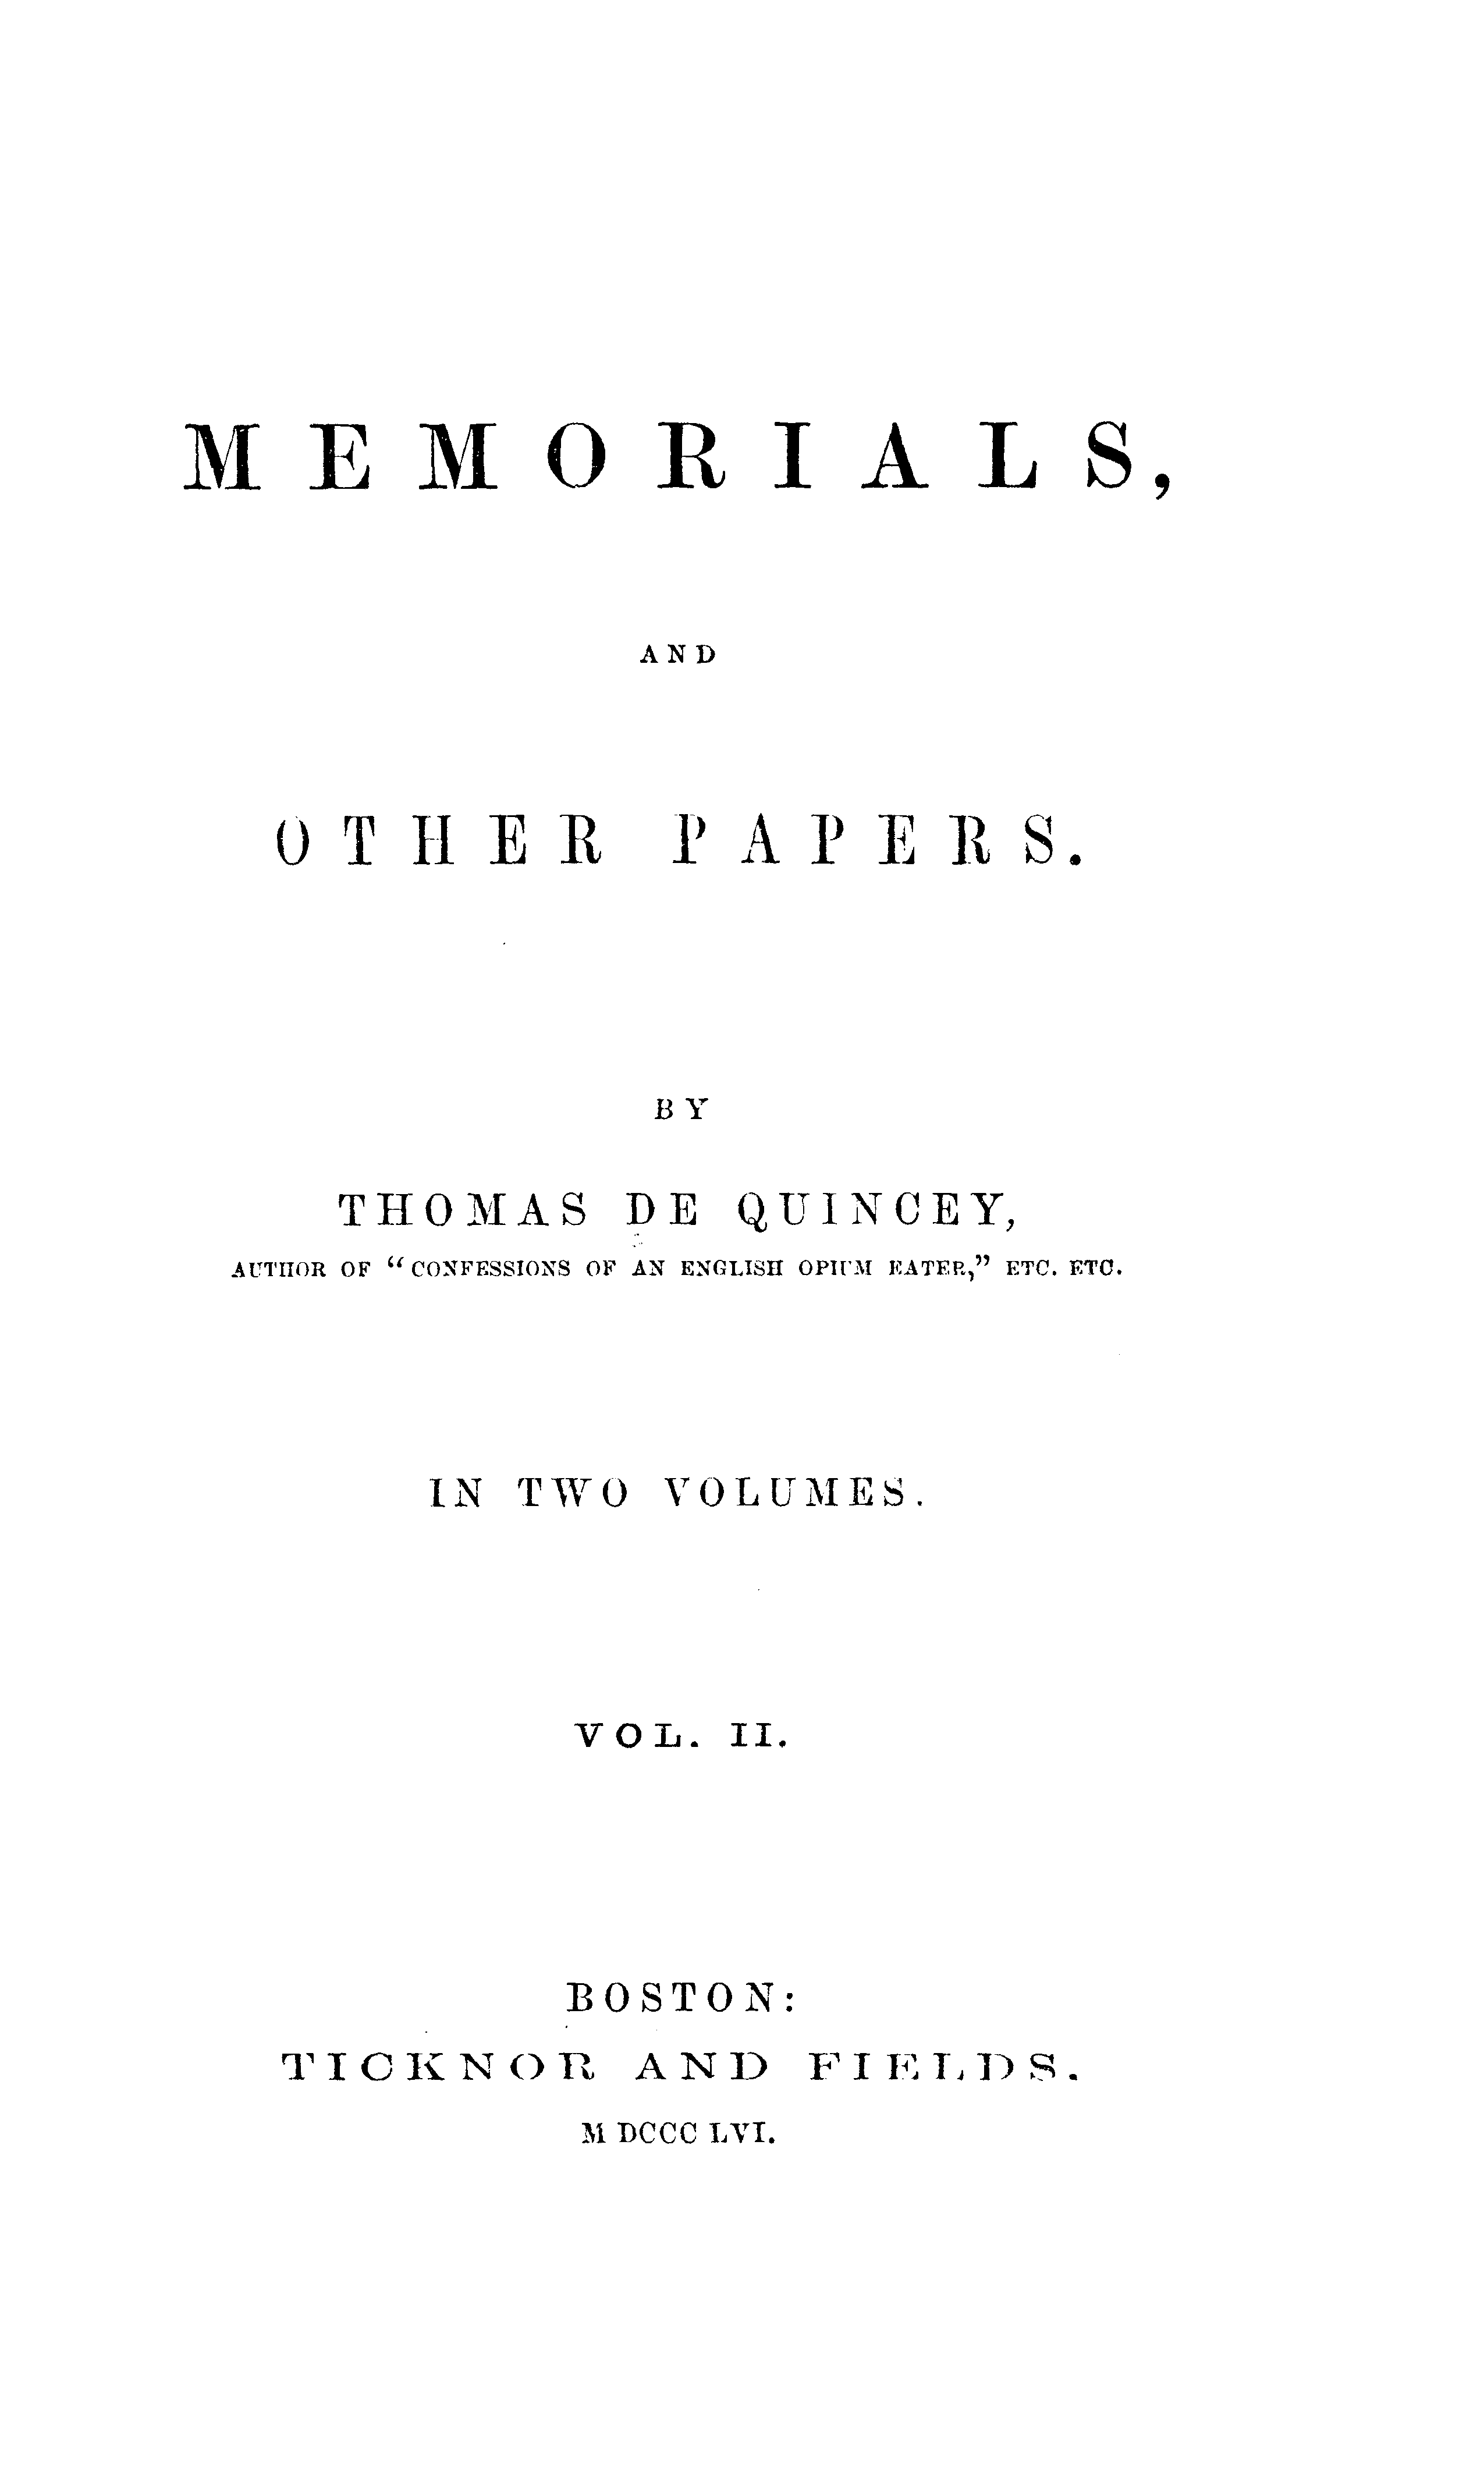 MEMORIALS,
AND
OTHER PAPERS.
BY
THOMAS DE QUINCEY,
AUTHOR OF “CONFESSIONS OF AN ENGLISH OPIUM EATER,” ETC. ETC.
IN TWO VOLUMES.
VOL. II.
BOSTON:
TICKNOR AND FIELDS.
M DCCC LVI.